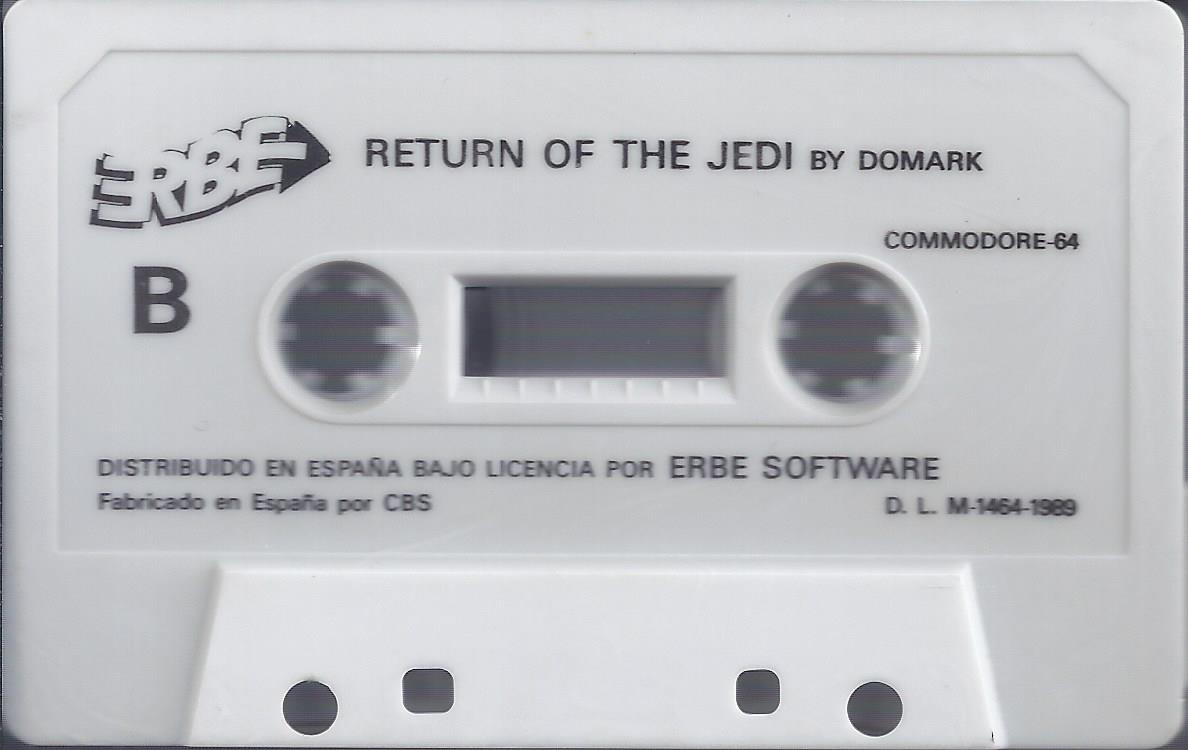 ERBE
RETURN OF THE JEDI BY DOMARK
COMMODORE-64
B
DISTRIBUIDO EN ESPAÑA BAJO LICENCIA POR ERBE SOFTWARE
Fabricado en España por CBS
D. L. M-1464-1989